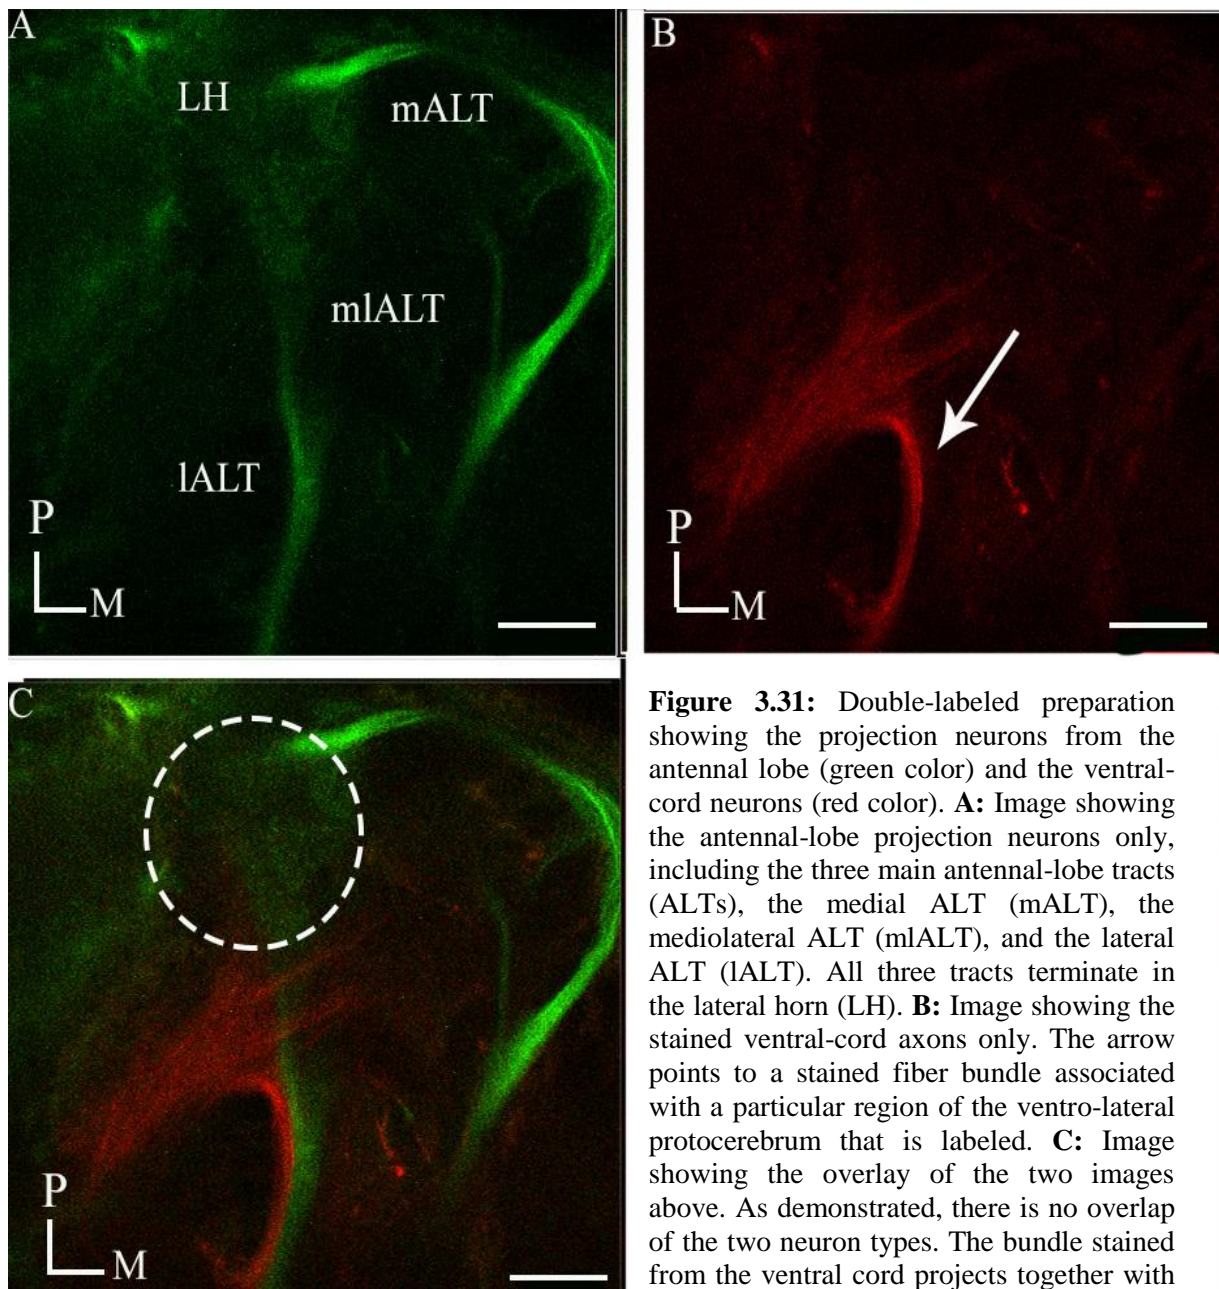 A
LH
mALT
mlALT
lALT
P
M
B
P
M
C
P
M
Figure 3.31: Double-labeled preparation
showing the projection neurons from the
antennal lobe (green color) and the ventral-
cord neurons (red color). A: Image showing
the antennal-lobe projection neurons only,
including the three main antennal-lobe tracts
(ALTs), the medial ALT (mALT), the
mediolateral ALT (mlALT), and the lateral
ALT (lALT). All three tracts terminate in
the lateral horn (LH). B: Image showing the
stained ventral-cord axons only. The arrow
points to a stained fiber bundle associated
with a particular region of the ventro-lateral
protocerebrum that is labeled. C: Image
showing the overlay of the two images
above. As demonstrated, there is no overlap
of the two neuron types. The bundle stained
from the ventral cord projects together with